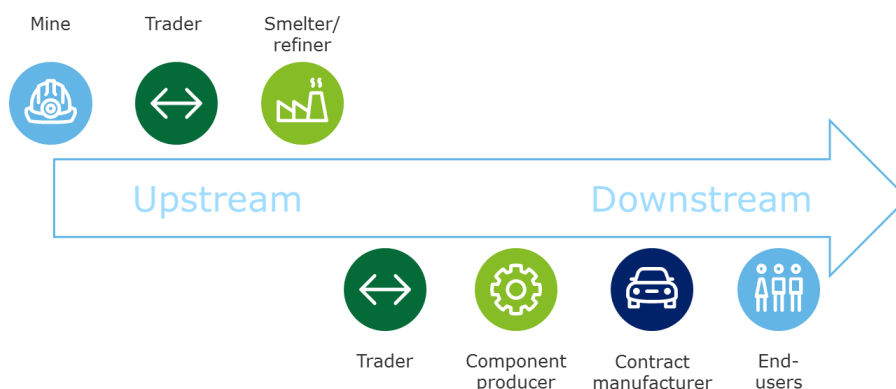 Mine
Trader
Smelter/
refiner
Upstream
Downstream
Trader
Component
producer
Contract
manufacturer
End-
users